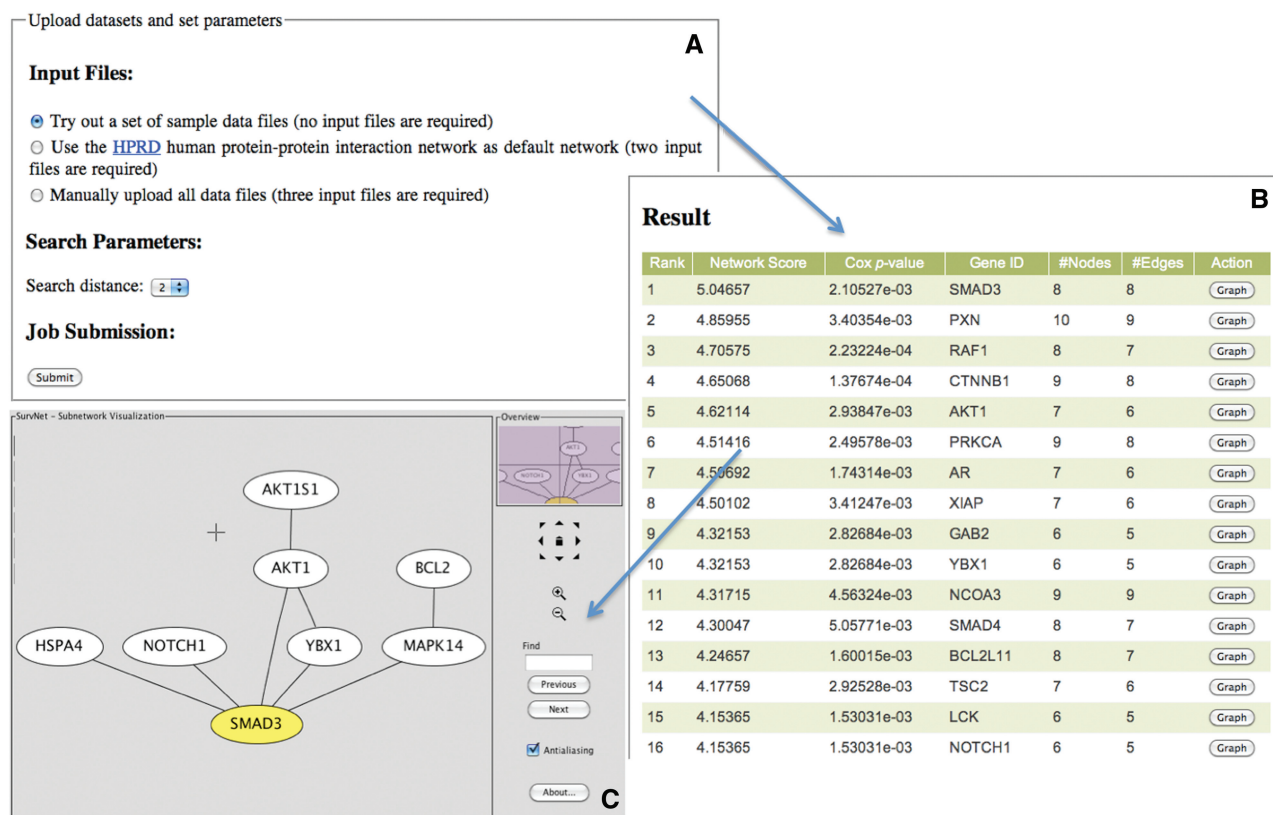 Upload datasets and set parameters
A
Input Files:
Try out a set of sample data files (no input files are required)
Use the HPRD human protein-protein interaction network as default network (two input
files are required)
Manually upload all data files (three input files are required)
Search Parameters:
Search distance: 2
Job Submission:
Submit
B
Result
Rank Network Score Cox p-value Gene ID #Nodes #Edges Action
1 5.04657 2.10527e-03 SMAD3 8 8 Graph
2 4.85955 3.40354e-03 PXN 10 9 Graph
3 4.70575 2.23224e-04 RAF1 8 7 Graph
4 4.65068 1.37674e-04 CTNNB1 9 8 Graph
5 4.62114 2.93847e-03 AKT1 7 6 Graph
6 4.51416 2.49578e-03 PRKCA 9 8 Graph
7 1.74314e-03 AR 7 6 Graph
8 4.50102 3.41247e-03 XIAP 7 6 Graph
9 4.32153 2.82684e-03 GAB2 6 5 Graph
10 4.32153 2.82684e-03 YBX1 6 5 Graph
11 4.31715 4.56324e-03 NCOA3 9 9 Graph
12 4.30047 5.05771e-03 SMAD4 8 7 Graph
13 4.24657 1.60015e-03 BCL2L11 8 7 Graph
14 4.17759 2.92528e-03 TSC2 7 6 Graph
15 4.15365 1.53031e-03 LCK 6 5 Graph
16 4.15365 1.53031e-03 NOTCH1 6 5 Graph
SurvNet - Subnetwork Visualization
AKT1S1
AKT1
BCL2
HSPA4
NOTCH1
YBX1
MAPK14
SMAD3
Overview
AKT1
NOTCH1
YBX1
Find
Previous
Next
Antialiasing
About...
C